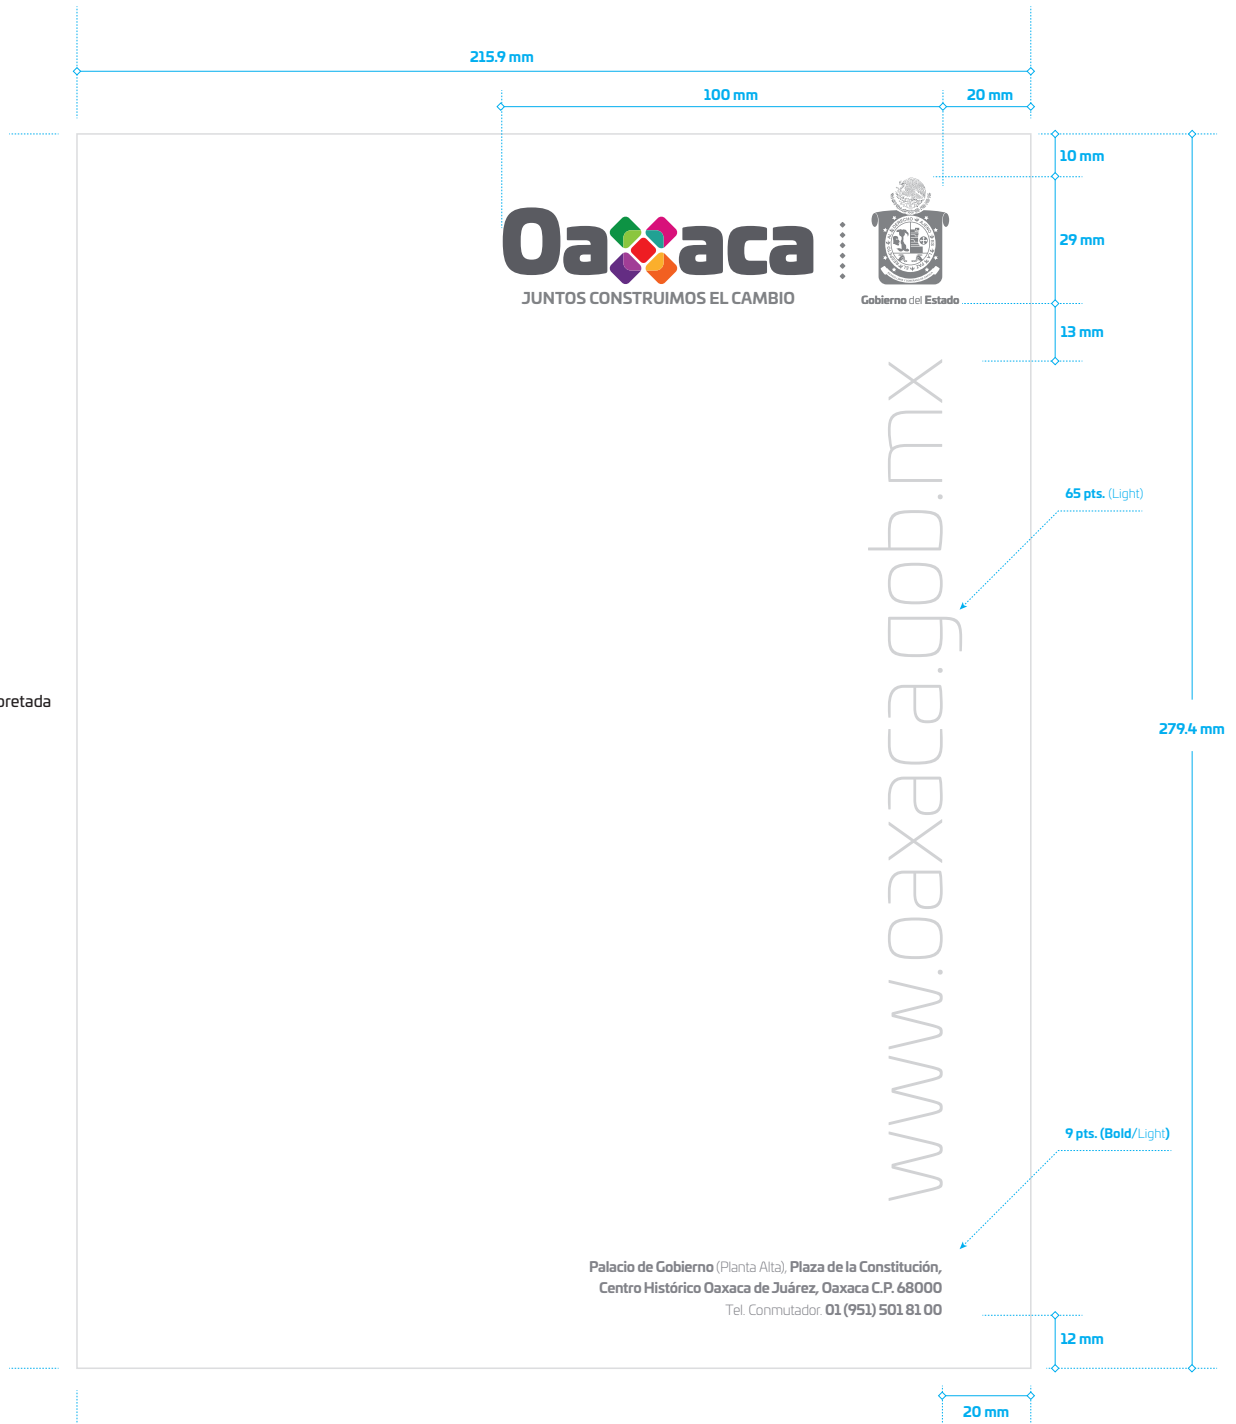 215.9 mm
100 mm
20 mm
10 mm
Oaxaca
29 mm
JUNTOS CONSTRUIMOS EL CAMBIO
Gobierno del Estado
13 mm
www.oaxaca.gob.mx
65 pts. (Light)
pretada
279.4 mm
9 pts. (Bold/Light)
Palacio de Gobierno (Planta Alta), Plaza de la Constitución,
Centro Histórico Oaxaca de Juárez, Oaxaca C.P. 68000
Tel. Conmutador. 01 (951) 501 81 00
12 mm
20 mm